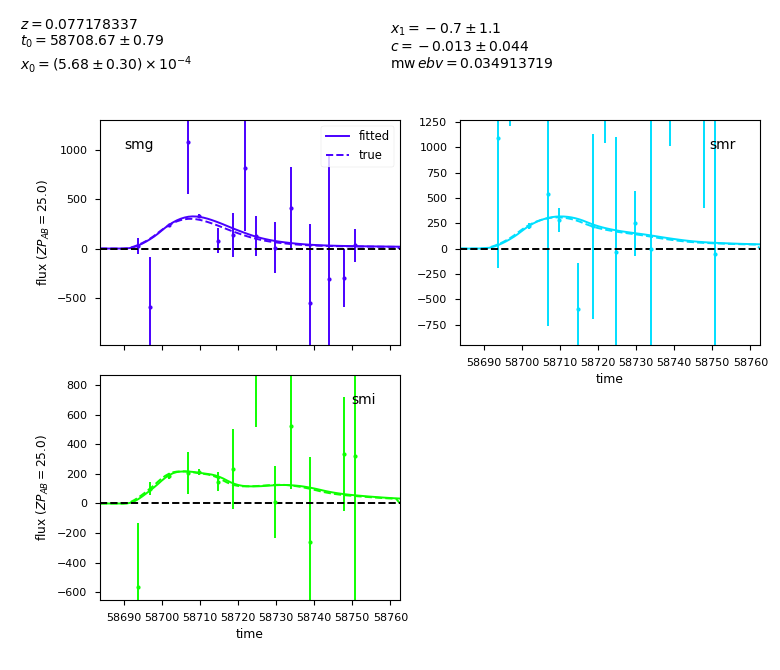 z = 0.077178337
t₀ = 58708.67 ± 0.79
x₀ = (5.68 ± 0.30) × 10⁻⁴
x₁ = −0.7 ± 1.1
c = −0.013 ± 0.044
mw ebv = 0.034913719
smg
fitted
true
1000
500
0
−500
flux (ZP_AB = 25.0)
smr
1250
1000
750
500
250
0
−250
−500
−750
58690 58700 58710 58720 58730 58740 58750 58760
time
smi
800
600
400
200
0
−200
−400
−600
flux (ZP_AB = 25.0)
58690 58700 58710 58720 58730 58740 58750 58760
time